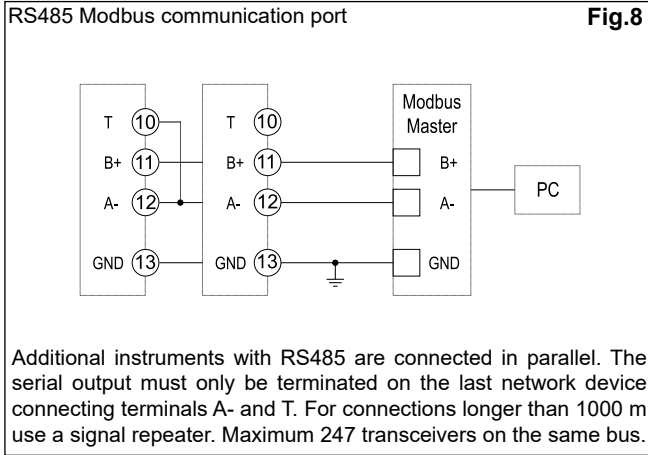 RS485 Modbus communication port
Fig.8
Modbus
Master
T 10 T 10
B+ 11 B+ 11 B+
A- 12 A- 12 A-
PC
GND 13 GND 13 GND
Additional instruments with RS485 are connected in parallel. The
serial output must only be terminated on the last network device
connecting terminals A- and T. For connections longer than 1000 m
use a signal repeater. Maximum 247 transceivers on the same bus.